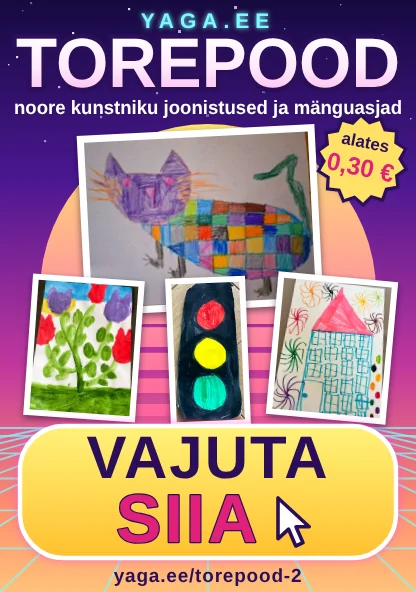 YAGA.EE
TOREPOOD
noore kunstniku joonistused ja mänguasjad
alates
0,30 €
VAJUTA
SIIA
yaga.ee/torepood-2